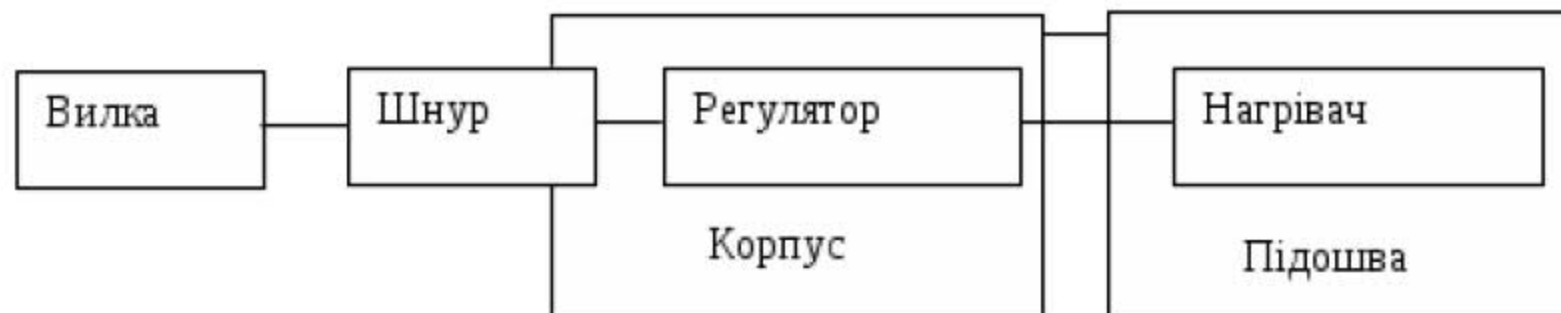 Вилка
Шнур
Регулятор
Нагрівач
Корпус
Підошва